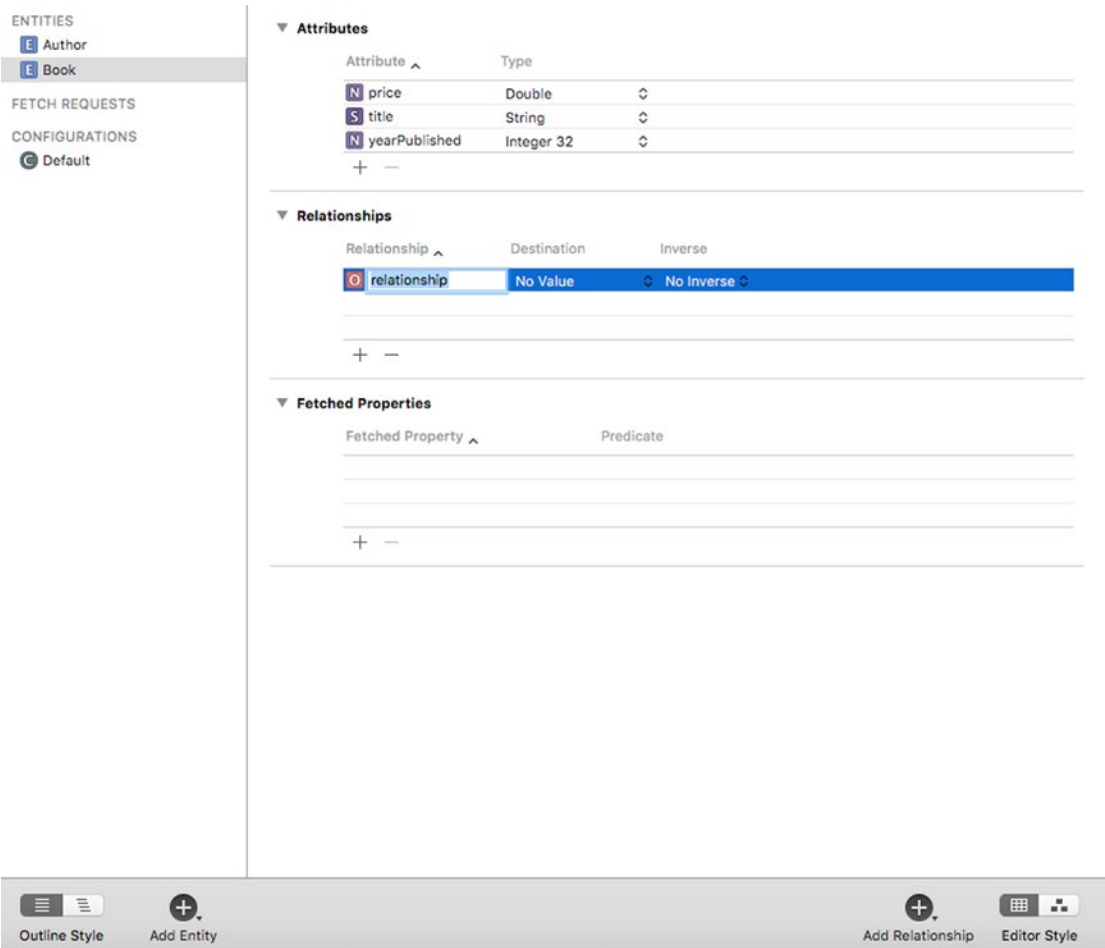 ENTITIES
E Author
E Book
FETCH REQUESTS
CONFIGURATIONS
C Default
Attributes
Attribute Type
N price Double
S title String
N yearPublished Integer 32
+ −
Relationships
Relationship Destination Inverse
O relationship No Value No Inverse
+ −
Fetched Properties
Fetched Property Predicate
+ −
Outline Style Add Entity Add Relationship Editor Style